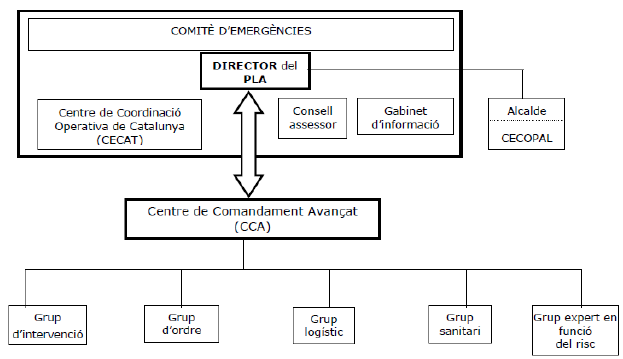 COMITÈ D'EMERGÈNCIES
DIRECTOR del
PLA
Centre de Coordinació
Operativa de Catalunya
(CECAT)
Consell
assessor
Gabinet
d'informació
Alcalde
CECOPAL
Centre de Comandament Avançat
(CCA)
Grup
d'intervenció
Grup
d'ordre
Grup
logístic
Grup
sanitari
Grup expert en
funció
del risc